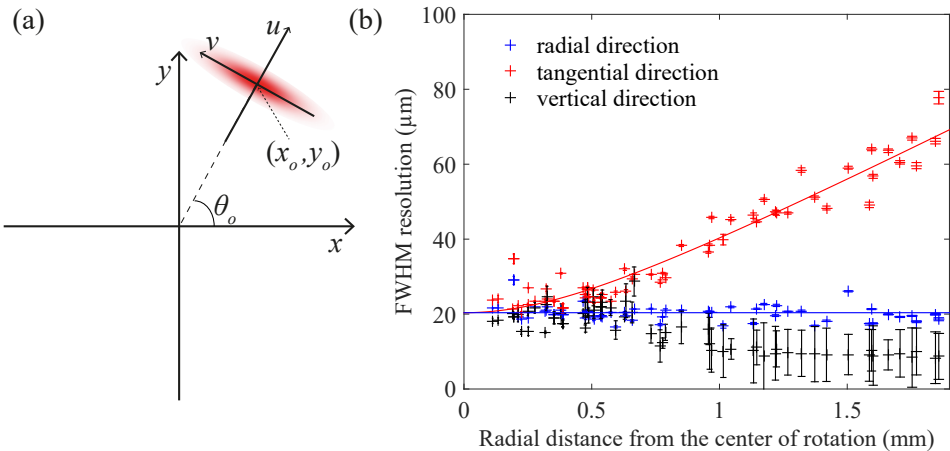 (a)
u
v
y
(x_o, y_o)
θ_o
x
(b)
100
80
60
40
20
0
FWHM resolution (μm)
radial direction
tangential direction
vertical direction
0
0.5
1
1.5
Radial distance from the center of rotation (mm)